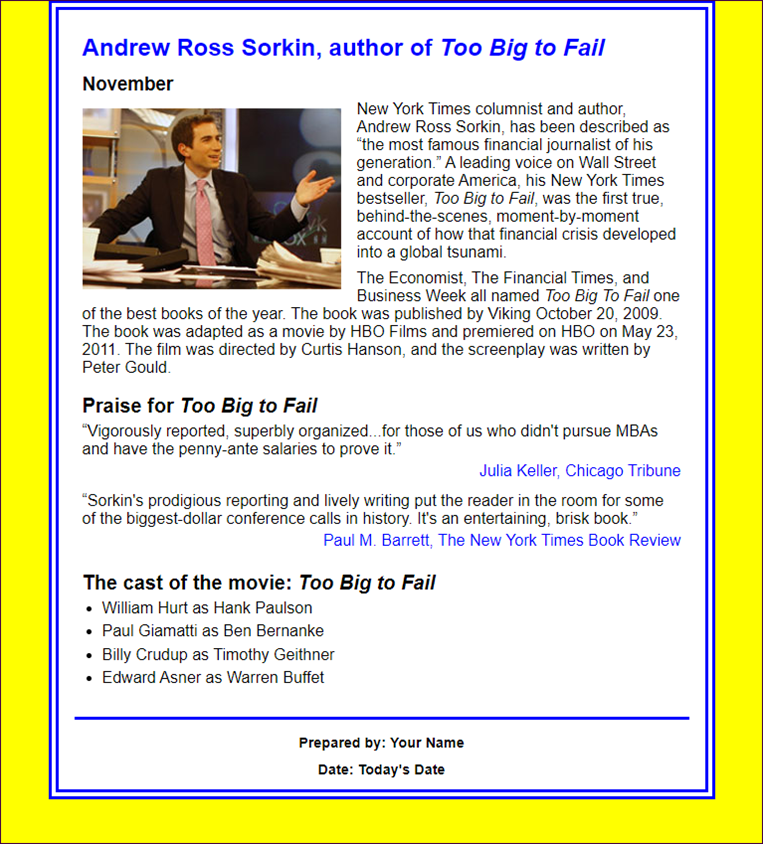 Andrew Ross Sorkin, author of Too Big to Fail
November
New York Times columnist and author,
Andrew Ross Sorkin, has been described as
“the most famous financial journalist of his
generation.” A leading voice on Wall Street
and corporate America, his New York Times
bestseller, Too Big to Fail, was the first true,
behind-the-scenes, moment-by-moment
account of how that financial crisis developed
into a global tsunami.
The Economist, The Financial Times, and
Business Week all named Too Big To Fail one
of the best books of the year. The book was published by Viking October 20, 2009.
The book was adapted as a movie by HBO Films and premiered on HBO on May 23,
2011. The film was directed by Curtis Hanson, and the screenplay was written by
Peter Gould.
Praise for Too Big to Fail
“Vigorously reported, superbly organized...for those of us who didn't pursue MBAs
and have the penny-ante salaries to prove it.”
Julia Keller, Chicago Tribune
“Sorkin's prodigious reporting and lively writing put the reader in the room for some
of the biggest-dollar conference calls in history. It's an entertaining, brisk book.”
Paul M. Barrett, The New York Times Book Review
The cast of the movie: Too Big to Fail
• William Hurt as Hank Paulson
• Paul Giamatti as Ben Bernanke
• Billy Crudup as Timothy Geithner
• Edward Asner as Warren Buffet
Prepared by: Your Name
Date: Today's Date